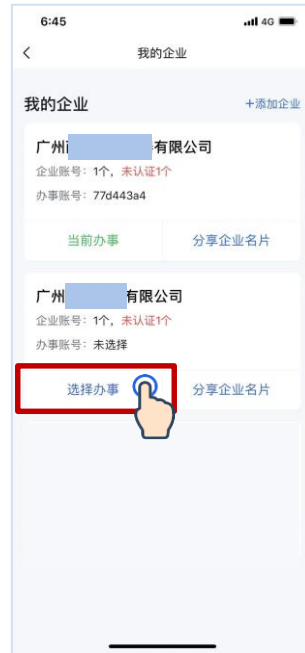 6:45
4G
我的企业
我的企业
+添加企业
广州 有限公司
企业账号：1个，未认证1个
办事账号：77d443a4
当前办事
分享企业名片
广州 有限公司
企业账号：1个，未认证1个
办事账号：未选择
选择办事
分享企业名片